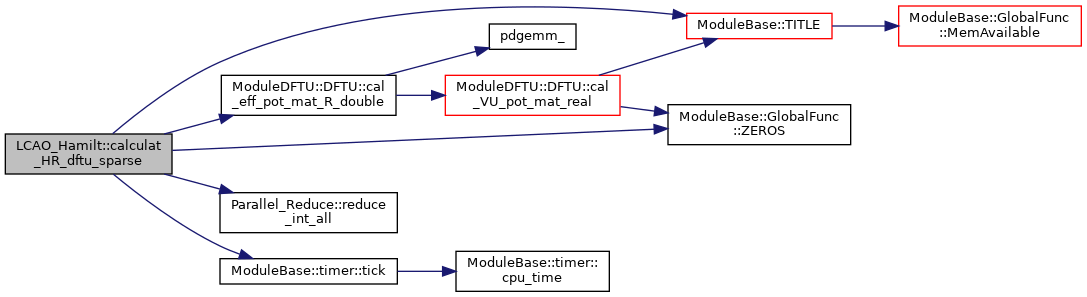 LCAO_Hamilt::calculat
_HR_dftu_sparse
ModuleDFTU::DFTU::cal
_eff_pot_mat_R_double
pdgemm_
ModuleDFTU::DFTU::cal
_VU_pot_mat_real
ModuleBase::TITLE
ModuleBase::GlobalFunc
::MemAvailable
ModuleBase::GlobalFunc
::ZEROS
Parallel_Reduce::reduce
_int_all
ModuleBase::timer::tick
ModuleBase::timer::
cpu_time